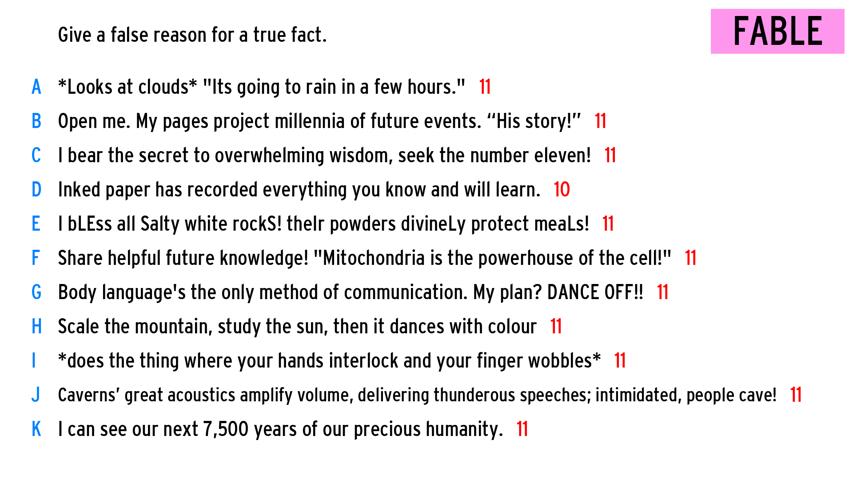 Give a false reason for a true fact.
FABLE
A *Looks at clouds* "Its going to rain in a few hours." 11
B Open me. My pages project millennia of future events. “His story!” 11
C I bear the secret to overwhelming wisdom, seek the number eleven! 11
D Inked paper has recorded everything you know and will learn. 10
E I bLEss all Salty white rockS! theIr powders divineLy protect meaLs! 11
F Share helpful future knowledge! "Mitochondria is the powerhouse of the cell!" 11
G Body language's the only method of communication. My plan? DANCE OFF!! 11
H Scale the mountain, study the sun, then it dances with colour 11
I *does the thing where your hands interlock and your finger wobbles* 11
J Caverns’ great acoustics amplify volume, delivering thunderous speeches; intimidated, people cave! 11
K I can see our next 7,500 years of our precious humanity. 11